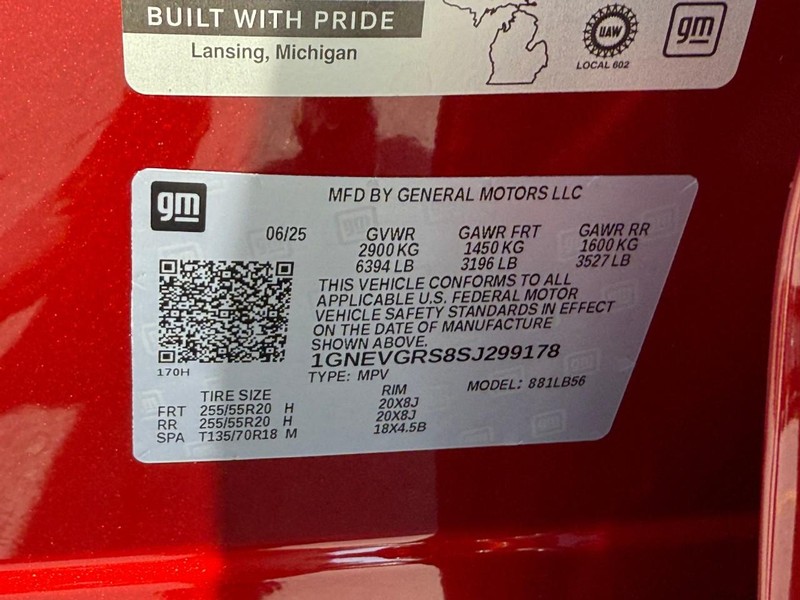 BUILT WITH PRIDE
Lansing, Michigan
UAW
LOCAL 602
gm
gm
MFD BY GENERAL MOTORS LLC
06/25 GVWR GAWR FRT GAWR RR
2900 KG 1450 KG 1600 KG
6394 LB 3196 LB 3527 LB
THIS VEHICLE CONFORMS TO ALL
APPLICABLE U.S. FEDERAL MOTOR
VEHICLE SAFETY STANDARDS IN EFFECT
ON THE DATE OF MANUFACTURE
SHOWN ABOVE.
1GNEVGRS8SJ299178
170H
TYPE: MPV MODEL: 881LB56
TIRE SIZE RIM
FRT 255/55R20 H 20X8J
RR 255/55R20 H 20X8J
SPA T135/70R18 M 18X4.5B